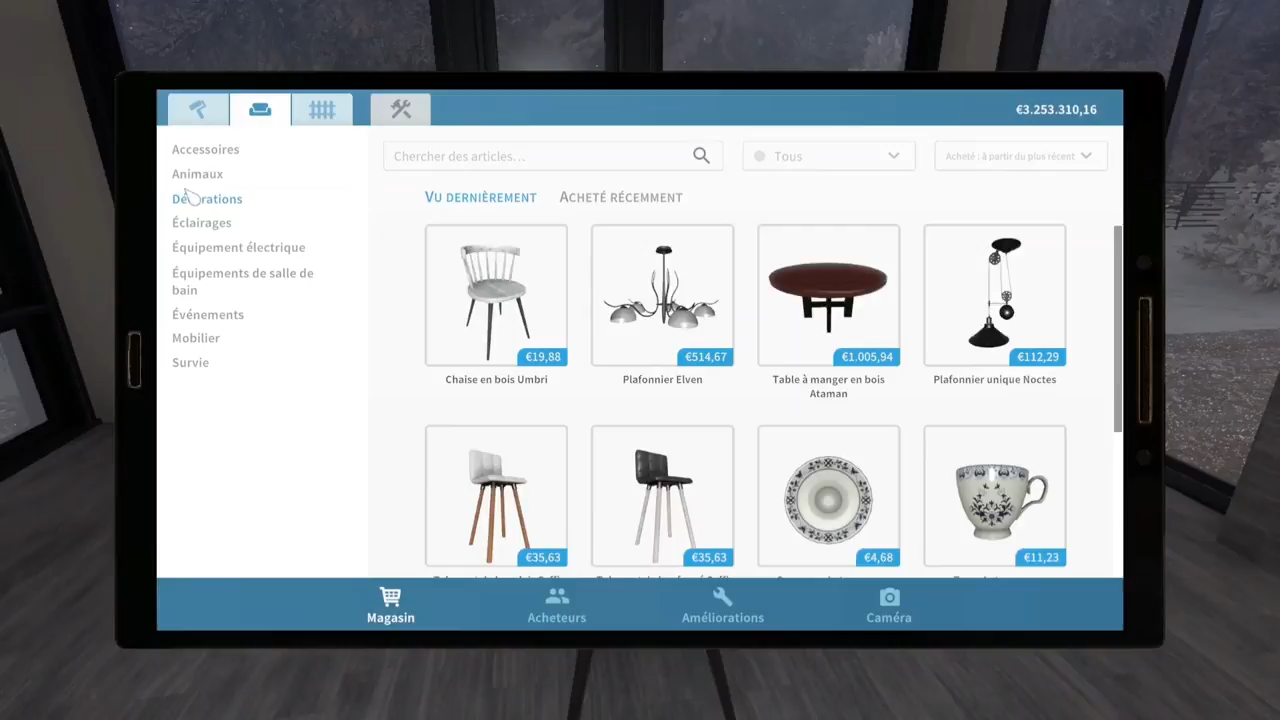 €3.253.310,16
Accessoires
Animaux
Décorations
Éclairages
Équipement électrique
Équipements de salle de
bain
Événements
Mobilier
Survie
Chercher des articles...
Tous
Acheté : à partir du plus récent
VU DERNIÈREMENT
ACHETÉ RÉCEMMENT
€19,88
€514,67
€1.005,94
€112,29
Chaise en bois Umbri
Plafonnier Elven
Table à manger en bois
Ataman
Plafonnier unique Noctes
€35,63
€35,63
€4,68
€11,23
Magasin
Acheteurs
Améliorations
Caméra